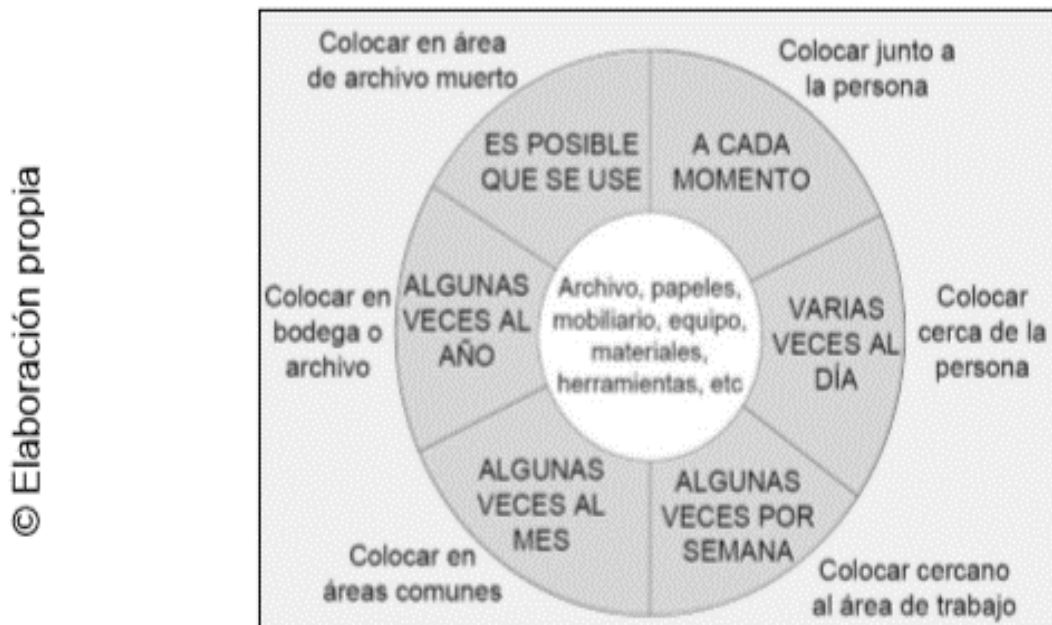 © Elaboración propia
Colocar en área
de archivo muerto
Colocar junto a
la persona
ES POSIBLE
QUE SE USE
A CADA
MOMENTO
Colocar en
bodega o
archivo
ALGUNAS
VECES AL
AÑO
Archivo, papeles,
mobiliario, equipo,
materiales,
herramientas, etc
VARIAS
VECES AL
DÍA
Colocar
cerca de la
persona
ALGUNAS
VECES AL
MES
ALGUNAS
VECES POR
SEMANA
Colocar en
áreas comunes
Colocar cercano
al área de trabajo